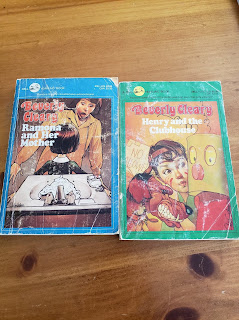 Beverly
Cleary
Ramona
and Her
Mother
Beverly Cleary
Henry and the
Clubhouse